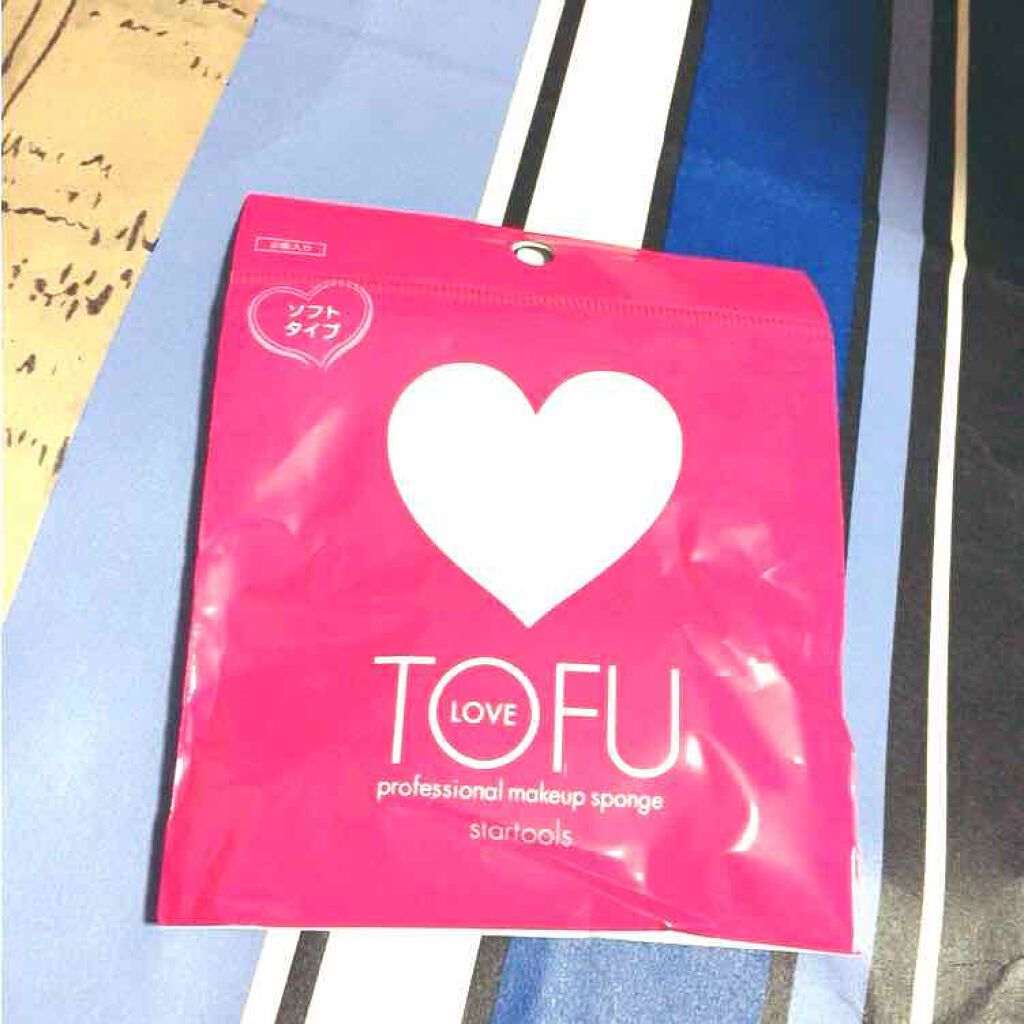 ソフト
タイプ
TOFU
LOVE
professional makeup sponge
startools